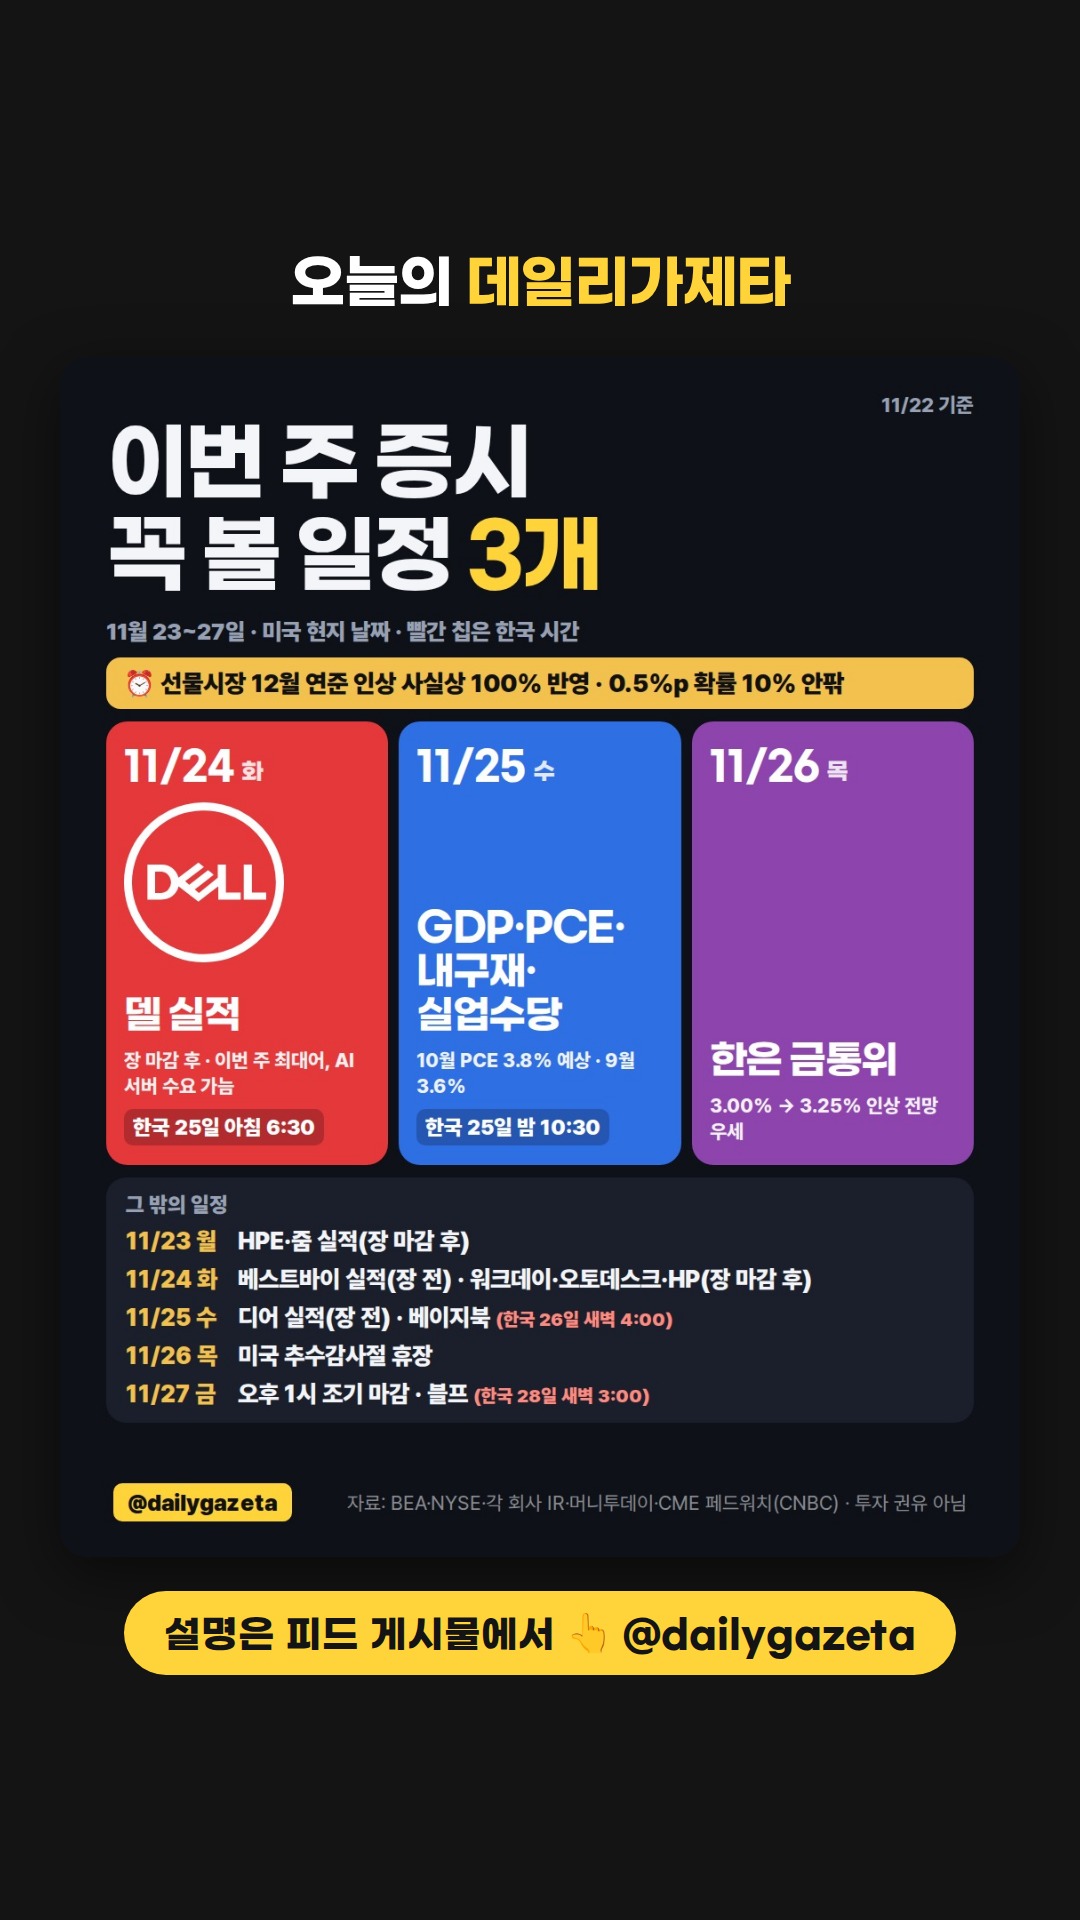 오늘의 데일리가제타
11/22 기준
이번 주 증시
꼭 볼 일정 3개
11월 23~27일 · 미국 현지 날짜 · 빨간 칩은 한국 시간
⏰ 선물시장 12월 연준 인상 사실상 100% 반영 · 0.5%p 확률 10% 안팎
11/24 화
DELL
델 실적
장 마감 후 · 이번 주 최대어, AI
서버 수요 가늠
한국 25일 아침 6:30
11/25 수
GDP·PCE·
내구재·
실업수당
10월 PCE 3.8% 예상 · 9월
3.6%
한국 25일 밤 10:30
11/26 목
한은 금통위
3.00% → 3.25% 인상 전망
우세
그 밖의 일정
11/23 월 HPE·줌 실적(장 마감 후)
11/24 화 베스트바이 실적(장 전) · 워크데이·오토데스크·HP(장 마감 후)
11/25 수 디어 실적(장 전) · 베이지북 (한국 26일 새벽 4:00)
11/26 목 미국 추수감사절 휴장
11/27 금 오후 1시 조기 마감 · 블프 (한국 28일 새벽 3:00)
@dailygazeta
자료: BEA·NYSE·각 회사 IR·머니투데이·CME 페드워치(CNBC) · 투자 권유 아님
설명은 피드 게시물에서 👆 @dailygazeta